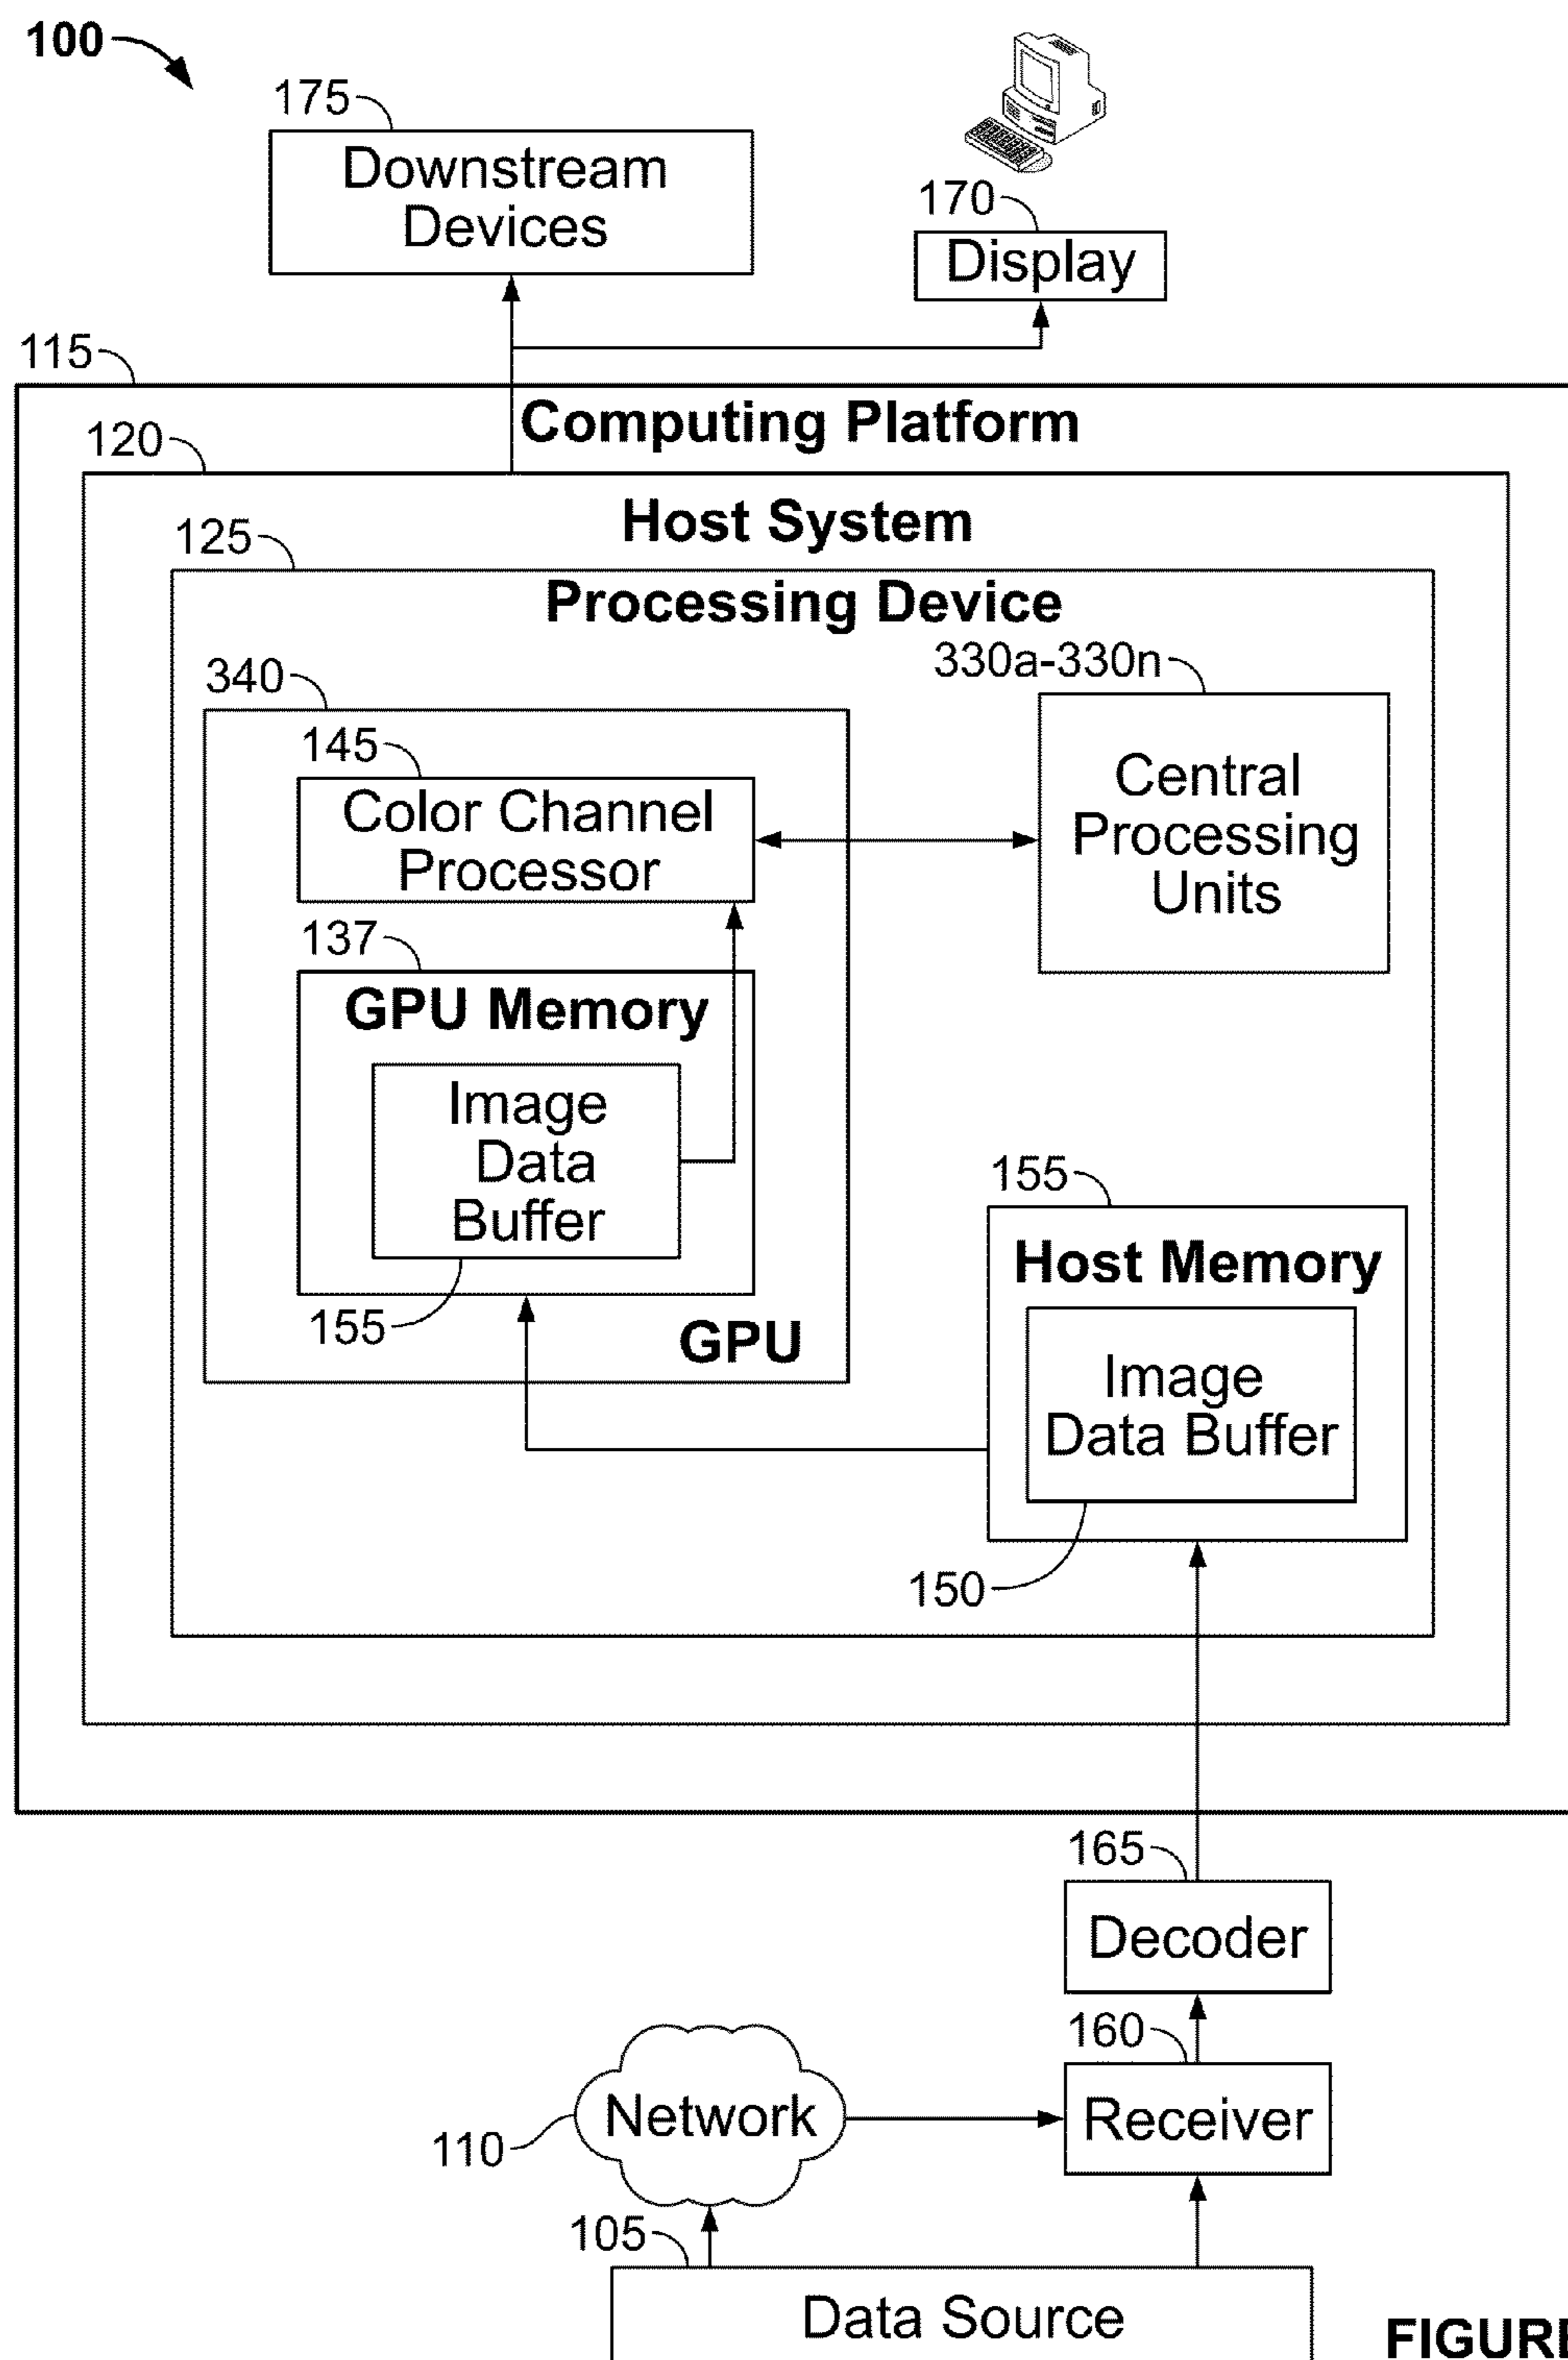 100
175
Downstream
Devices
170
Display
115
Computing Platform
120
Host System
125
Processing Device
330a-330n
340
145
Color Channel
Processor
Central
Processing
Units
137
GPU Memory
Image
Data
Buffer
155
GPU
155
Host Memory
Image
Data Buffer
150
165
Decoder
160
Receiver
Network
110
105
Data Source
FIGURE